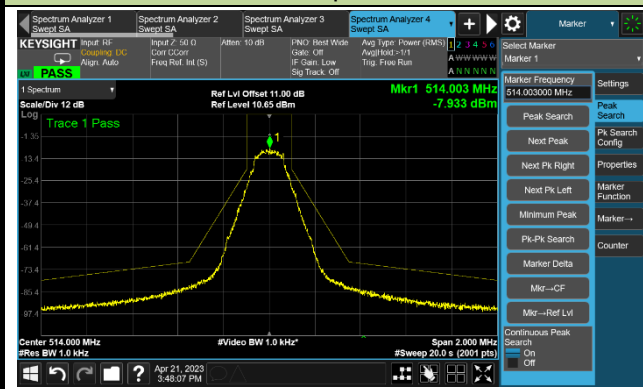 Spectrum Analyzer 1
Swept SA
Spectrum Analyzer 2
Swept SA
Spectrum Analyzer 3
Swept SA
Spectrum Analyzer 4
Swept SA
Marker
KEYSIGHT
Input: RF
Coupling: DC
Align: Auto
Input Z: 50 Ω
Corr CCorr
Freq Ref: Int (S)
Atten: 10 dB
PNO: Best Wide
Gate: Off
IF Gain: Low
Sig Track: Off
Avg Type: Power (RMS)
Avg|Hold:>1/1
Trig: Free Run
1 2 3 4 5 6
A W W W W W
A N N N N N
PASS
Select Marker
Marker 1
1 Spectrum
Scale/Div 12 dB
Ref Lvl Offset 11.00 dB
Ref Level 10.65 dBm
Mkr1 514.003 MHz
-7.933 dBm
Log
Trace 1 Pass
1
-1.35
-13.4
-25.4
-37.4
-49.4
-61.4
-73.4
-85.4
-97.4
Center 514.000 MHz
#Res BW 1.0 kHz
#Video BW 1.0 kHz*
Span 2.000 MHz
#Sweep 20.0 s (2001 pts)
Marker Frequency
514.003000 MHz
Peak Search
Next Peak
Next Pk Right
Next Pk Left
Minimum Peak
Pk-Pk Search
Marker Delta
Mkr→CF
Mkr→Ref Lvl
Continuous Peak
Search
On
Off
Settings
Peak
Search
Pk Search
Config
Properties
Marker
Function
Marker→
Counter
?
Apr 21, 2023
3:48:07 PM